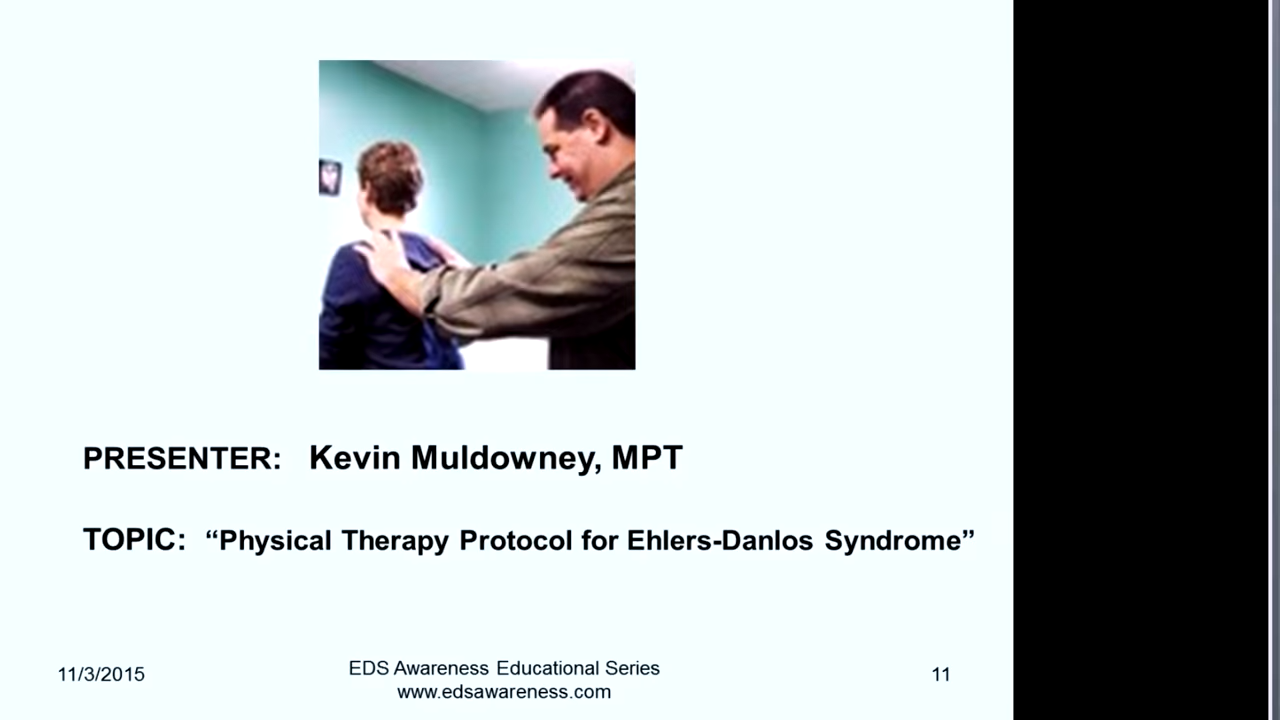 PRESENTER: Kevin Muldowney, MPT
TOPIC: “Physical Therapy Protocol for Ehlers-Danlos Syndrome”
11/3/2015
EDS Awareness Educational Series
www.edsawareness.com
11